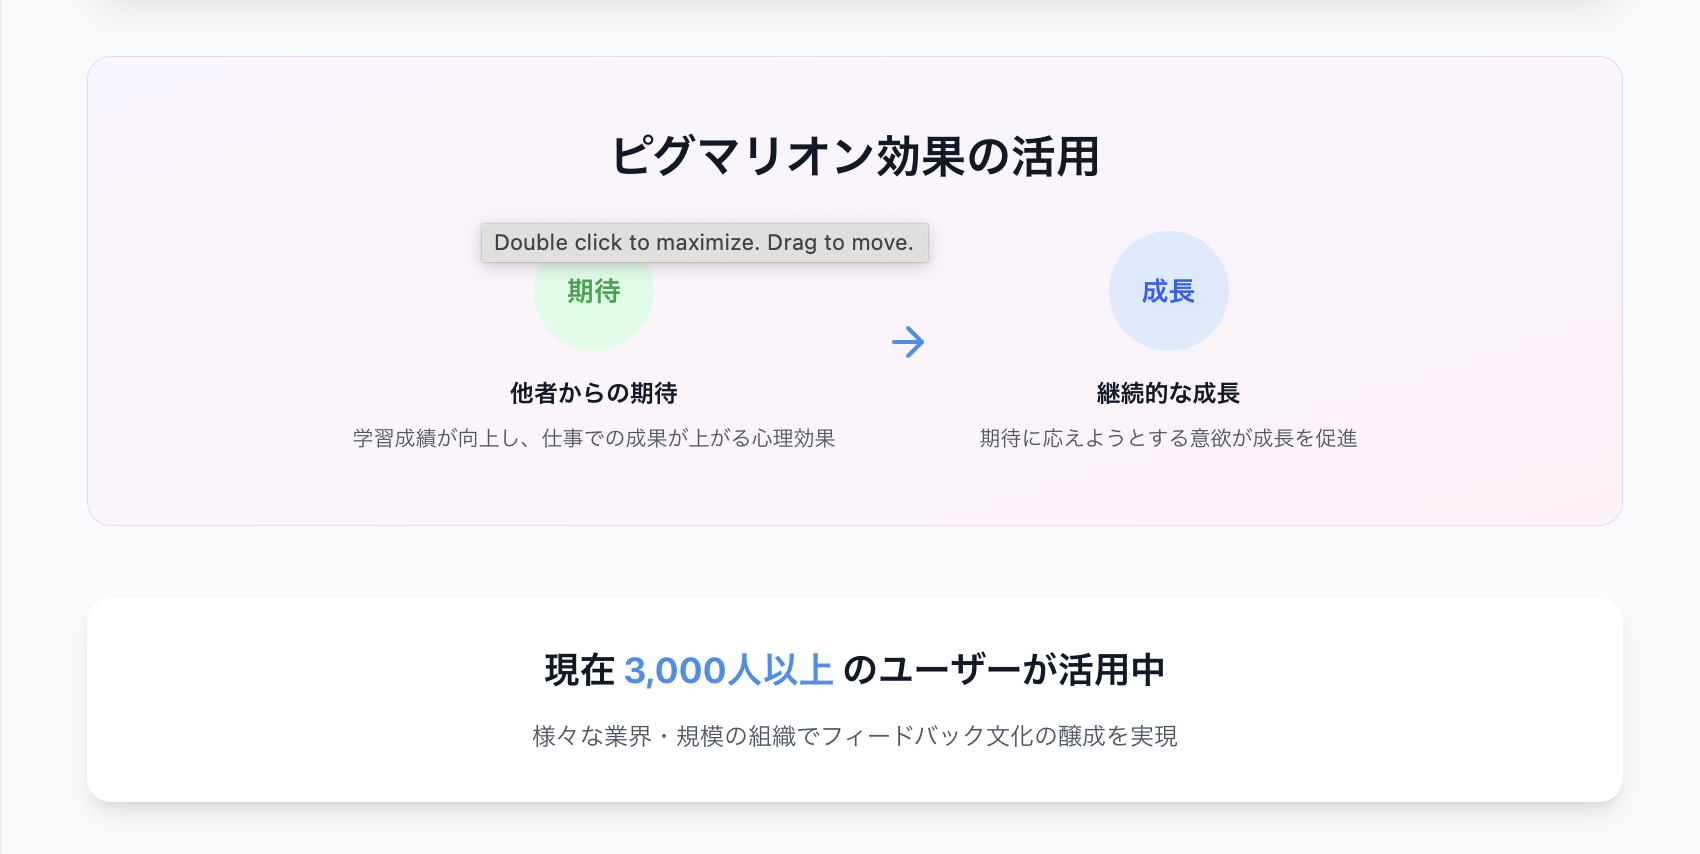 ピグマリオン効果の活用
Double click to maximize. Drag to move.
期待
他者からの期待
学習成績が向上し、仕事での成果が上がる心理効果
成長
継続的な成長
期待に応えようとする意欲が成長を促進
現在 3,000人以上 のユーザーが活用中
様々な業界・規模の組織でフィードバック文化の醸成を実現